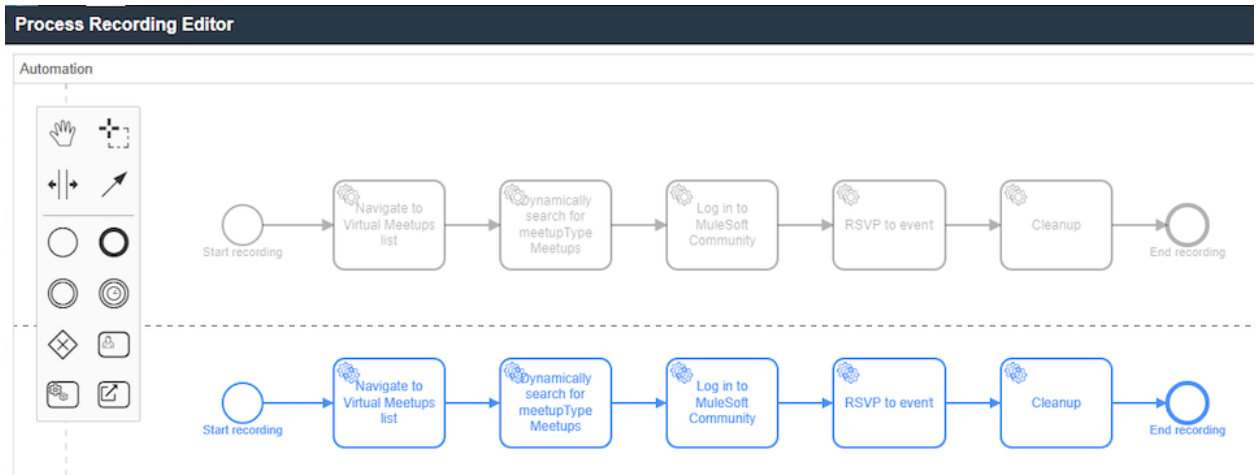 Process Recording Editor
Automation
Navigate to
Virtual Meetups
list
Dynamically
search for
meetupType
Meetups
Log in to
MuleSoft
Community
RSVP to event
Cleanup
Start recording
End recording
Navigate to
Virtual Meetups
list
Dynamically
search for
meetupType
Meetups
Log in to
MuleSoft
Community
RSVP to event
Cleanup
Start recording
End recording